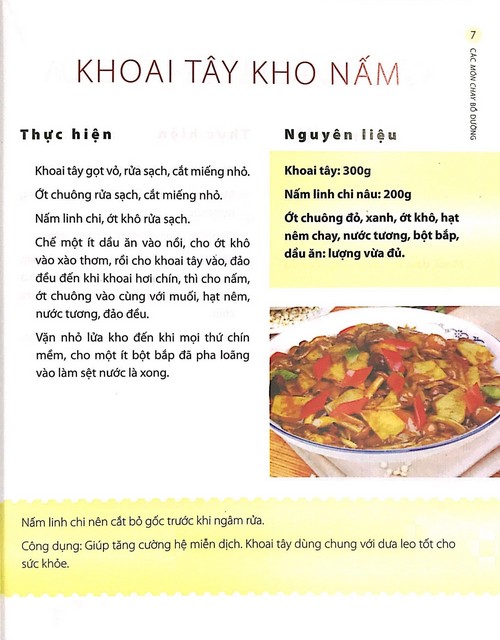 7
CÁC MÓN CHAY BỔ DƯỠNG
KHOAI TÂY KHO NẤM
Thực hiện
Khoai tây gọt vỏ, rửa sạch, cắt miếng nhỏ.
Ớt chuông rửa sạch, cắt miếng nhỏ.
Nấm linh chi, ớt khô rửa sạch.
Chế một ít dầu ăn vào nồi, cho ớt khô
vào xào thơm, rồi cho khoai tây vào, đảo
đều đến khi khoai hơi chín, thì cho nấm,
ớt chuông vào cùng với muối, hạt nêm,
nước tương, đảo đều.
Vặn nhỏ lửa kho đến khi mọi thứ chín
mềm, cho một ít bột bắp đã pha loãng
vào làm sệt nước là xong.
Nguyên liệu
Khoai tây: 300g
Nấm linh chi nâu: 200g
Ớt chuông đỏ, xanh, ớt khô, hạt
nêm chay, nước tương, bột bắp,
dầu ăn: lượng vừa đủ.
Nấm linh chi nên cắt bỏ gốc trước khi ngâm rửa.
Công dụng: Giúp tăng cường hệ miễn dịch. Khoai tây dùng chung với dưa leo tốt cho
sức khỏe.